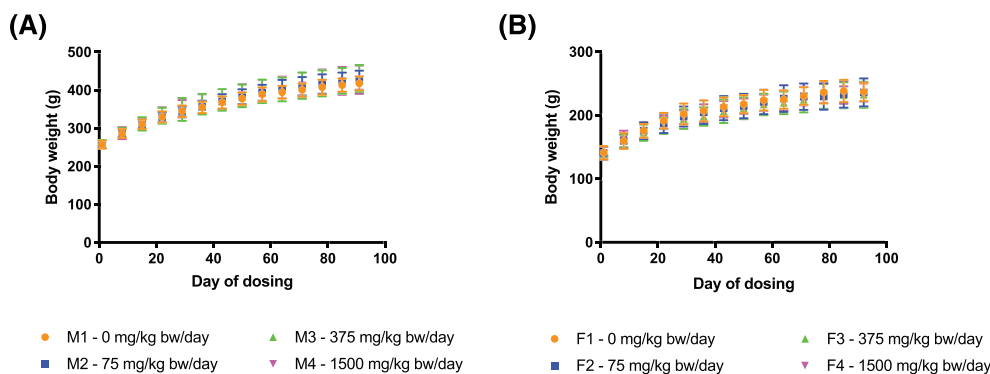 (A)
500
400
300
200
100
0
Body weight (g)
0 20 40 60 80 100
Day of dosing
M1 - 0 mg/kg bw/day
M3 - 375 mg/kg bw/day
M2 - 75 mg/kg bw/day
M4 - 1500 mg/kg bw/day
(B)
300
200
100
0
Body weight (g)
0 20 40 60 80 100
Day of dosing
F1 - 0 mg/kg bw/day
F3 - 375 mg/kg bw/day
F2 - 75 mg/kg bw/day
F4 - 1500 mg/kg bw/day